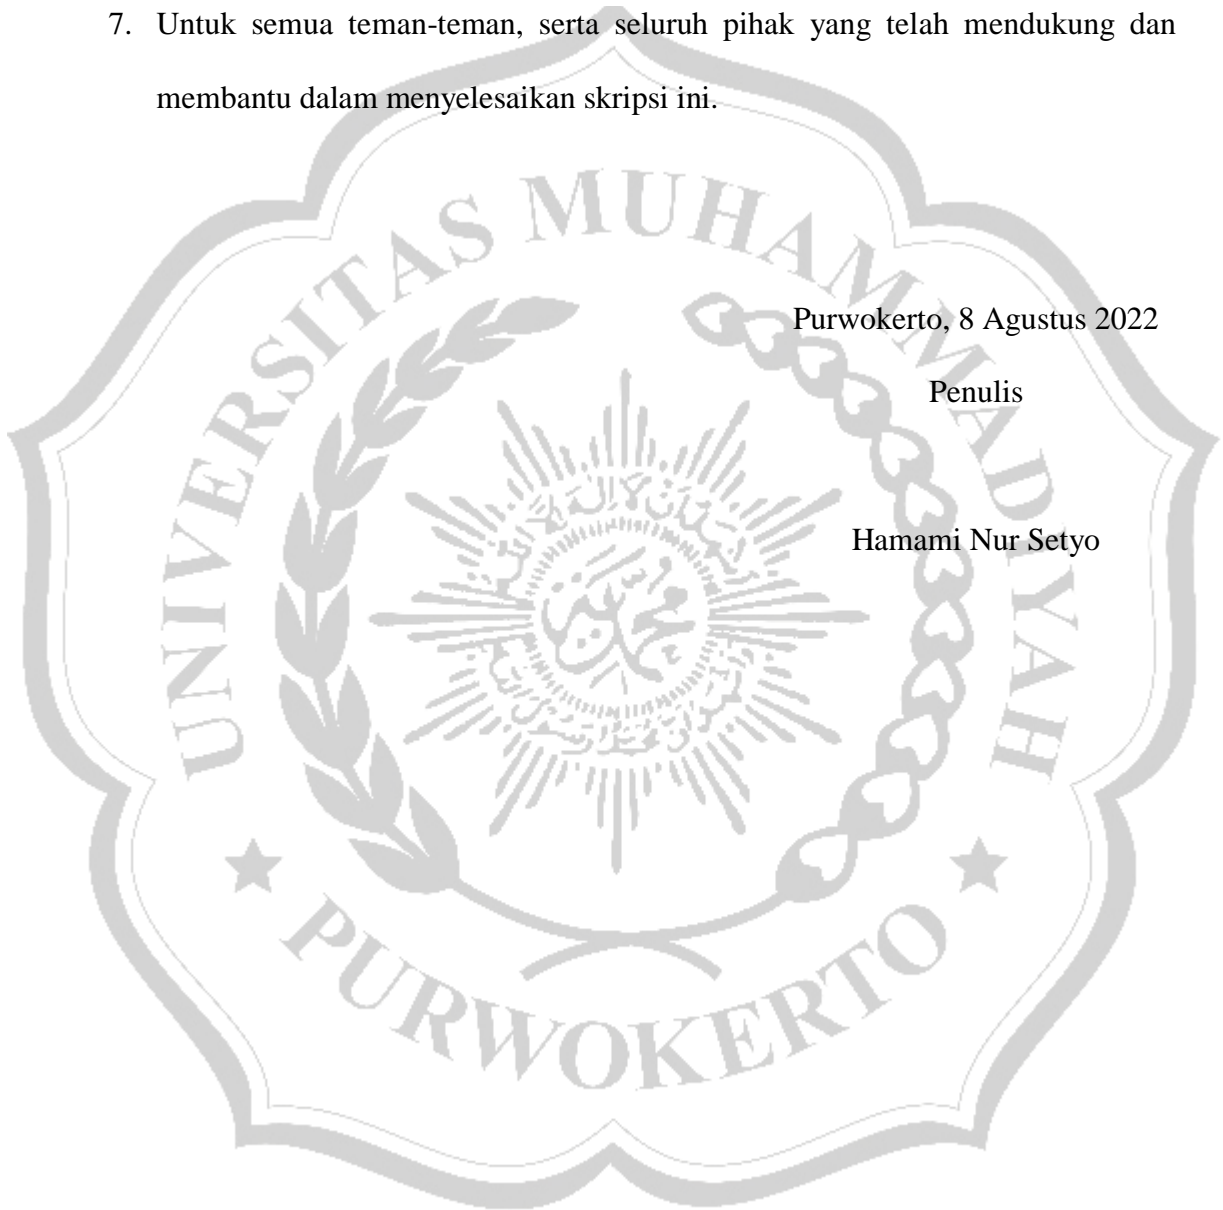 7. Untuk semua teman-teman, serta seluruh pihak yang telah mendukung dan
membantu dalam menyelesaikan skripsi ini.
UNIVERSITAS MUHAMMADIYAH
Purwokerto, 8 Agustus 2022
Penulis
Hamami Nur Setyo
PURWOKERTO